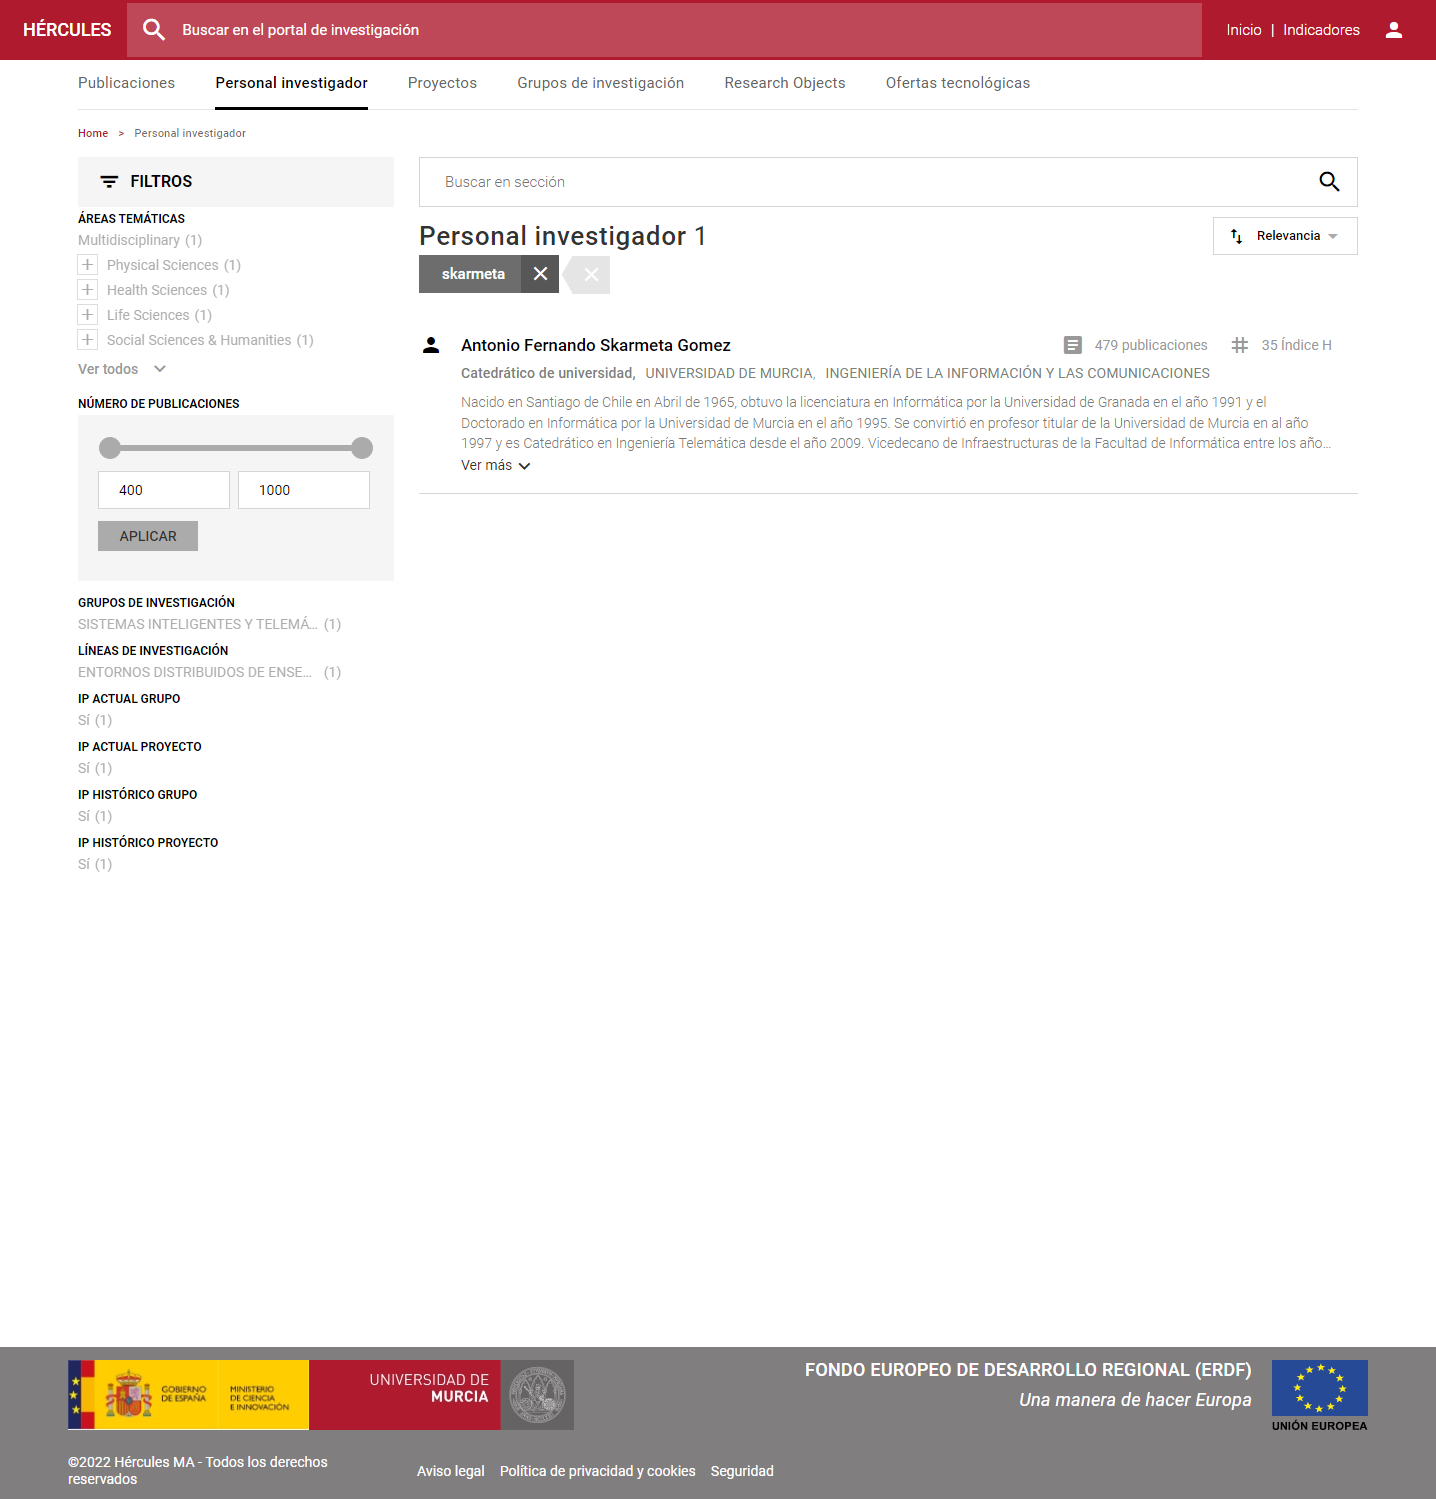 HÉRCULES
Buscar en el portal de investigación
Inicio | Indicadores
Publicaciones
Personal investigador
Proyectos
Grupos de investigación
Research Objects
Ofertas tecnológicas
Home > Personal investigador
FILTROS
ÁREAS TEMÁTICAS
Multidisciplinary (1)
Physical Sciences (1)
Health Sciences (1)
Life Sciences (1)
Social Sciences & Humanities (1)
Ver todos
NÚMERO DE PUBLICACIONES
400
1000
APLICAR
GRUPOS DE INVESTIGACIÓN
SISTEMAS INTELIGENTES Y TELEMÁ... (1)
LÍNEAS DE INVESTIGACIÓN
ENTORNOS DISTRIBUIDOS DE ENSE... (1)
IP ACTUAL GRUPO
Sí (1)
IP ACTUAL PROYECTO
Sí (1)
IP HISTÓRICO GRUPO
Sí (1)
IP HISTÓRICO PROYECTO
Sí (1)
Buscar en sección
Personal investigador 1
Relevancia
skarmeta
Antonio Fernando Skarmeta Gomez
479 publicaciones
35 Índice H
Catedrático de universidad, UNIVERSIDAD DE MURCIA, INGENIERÍA DE LA INFORMACIÓN Y LAS COMUNICACIONES
Nacido en Santiago de Chile en Abril de 1965, obtuvo la licenciatura en Informática por la Universidad de Granada en el año 1991 y el
Doctorado en Informática por la Universidad de Murcia en el año 1995. Se convirtió en profesor titular de la Universidad de Murcia en al año
1997 y es Catedrático en Ingeniería Telemática desde el año 2009. Vicedecano de Infraestructuras de la Facultad de Informática entre los año...
Ver más
GOBIERNO
DE ESPAÑA
MINISTERIO
DE CIENCIA
E INNOVACIÓN
UNIVERSIDAD DE
MURCIA
FONDO EUROPEO DE DESARROLLO REGIONAL (ERDF)
Una manera de hacer Europa
UNIÓN EUROPEA
©2022 Hércules MA - Todos los derechos
reservados
Aviso legal
Política de privacidad y cookies
Seguridad